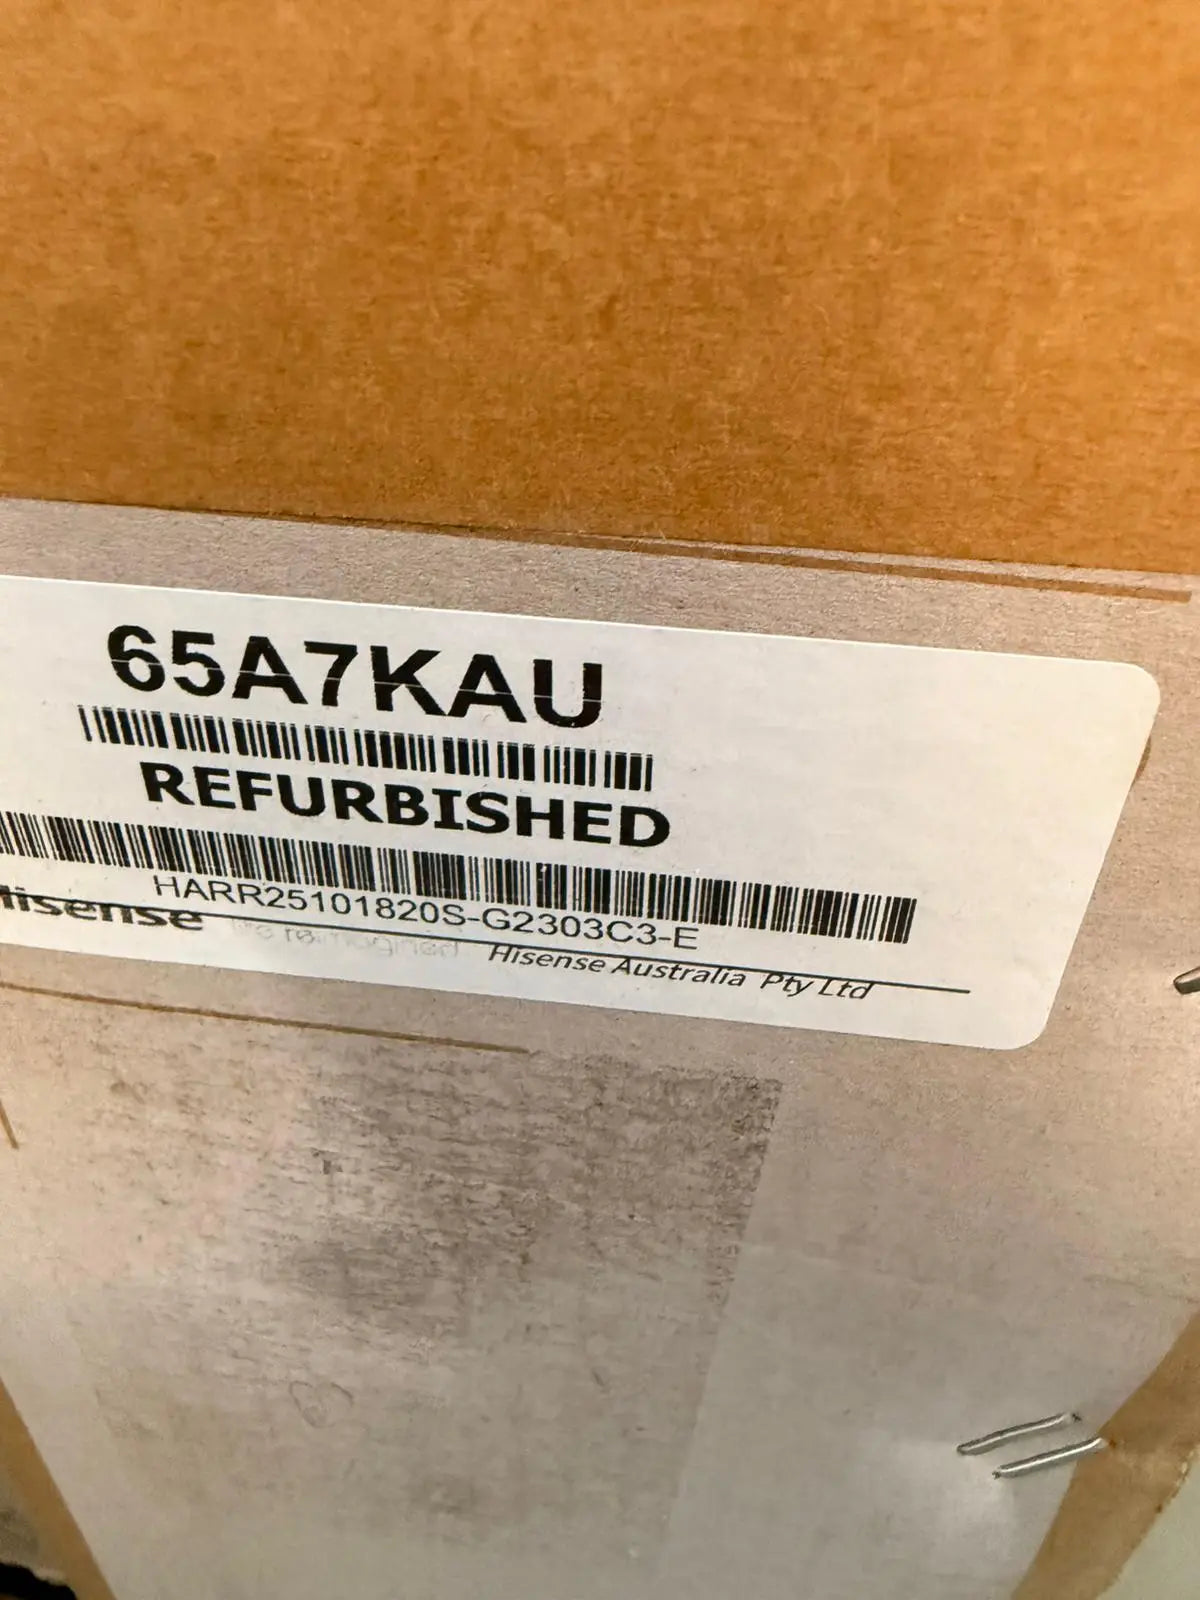 65A7KAU
REFURBISHED
HARR25101820S-G2303C3-E
Hisense
Hisense Australia Pty Ltd